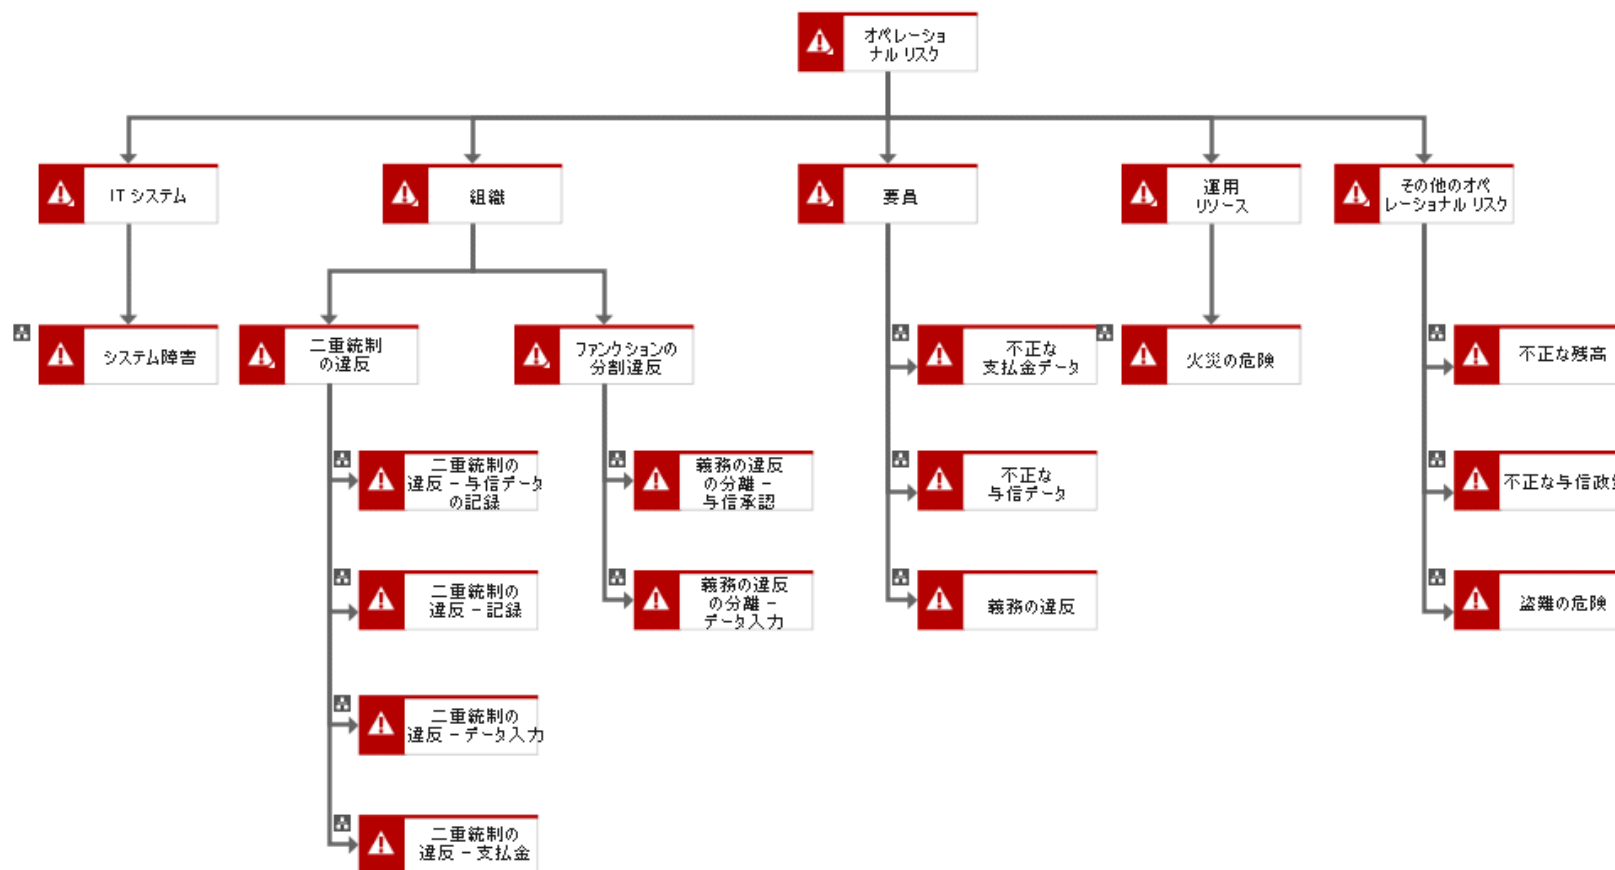 オペレーショ
ナル リスク
IT システム
組織
要員
運用
リソース
その他のオペ
レーショナル リスク
システム障害
二重統制
の違反
ファンクションの
分割違反
不正な
支払金データ
火災の危険
不正な残高
二重統制の
違反 – 与信データ
の記録
義務の違反
の分離 –
与信承認
不正な
与信データ
不正な与信政
二重統制の
違反 – 記録
義務の違反
の分離 –
データ入力
義務の違反
盗難の危険
二重統制の
違反 – データ入力
二重統制の
違反 – 支払金